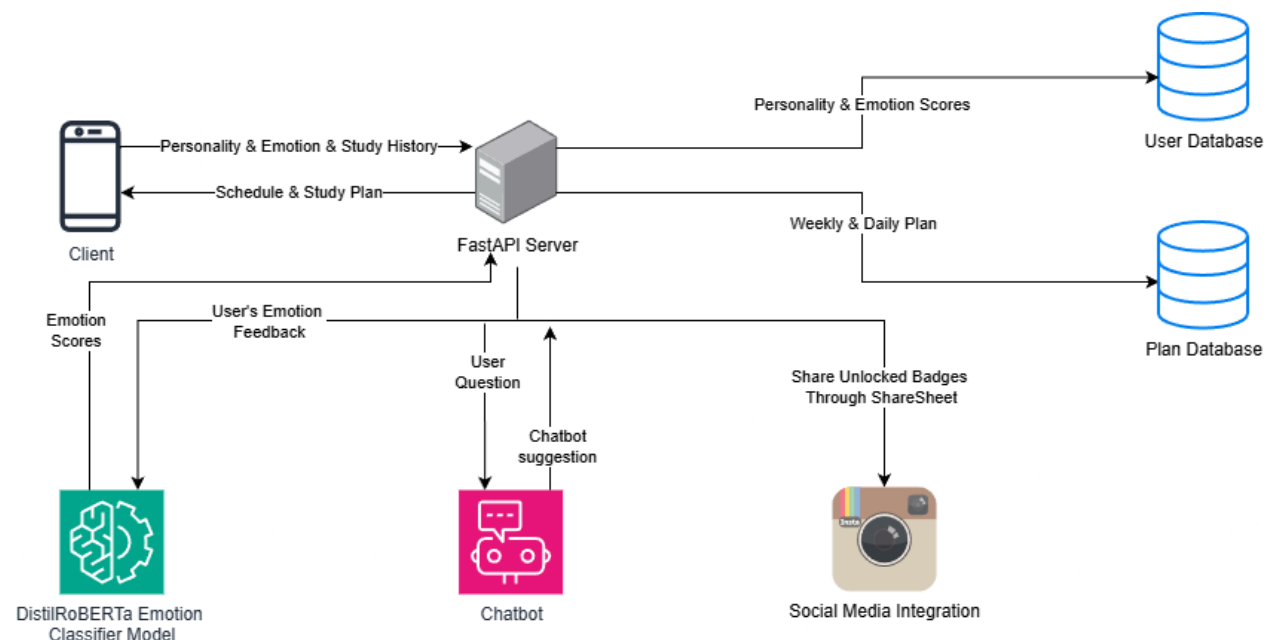 Personality & Emotion Scores
User Database
Personality & Emotion & Study History
Schedule & Study Plan
Client
FastAPI Server
Weekly & Daily Plan
Plan Database
Emotion
Scores
User's Emotion
Feedback
User
Question
Chatbot
suggestion
Share Unlocked Badges
Through ShareSheet
Insta
DistilRoBERTa Emotion
Classifier Model
Chatbot
Social Media Integration